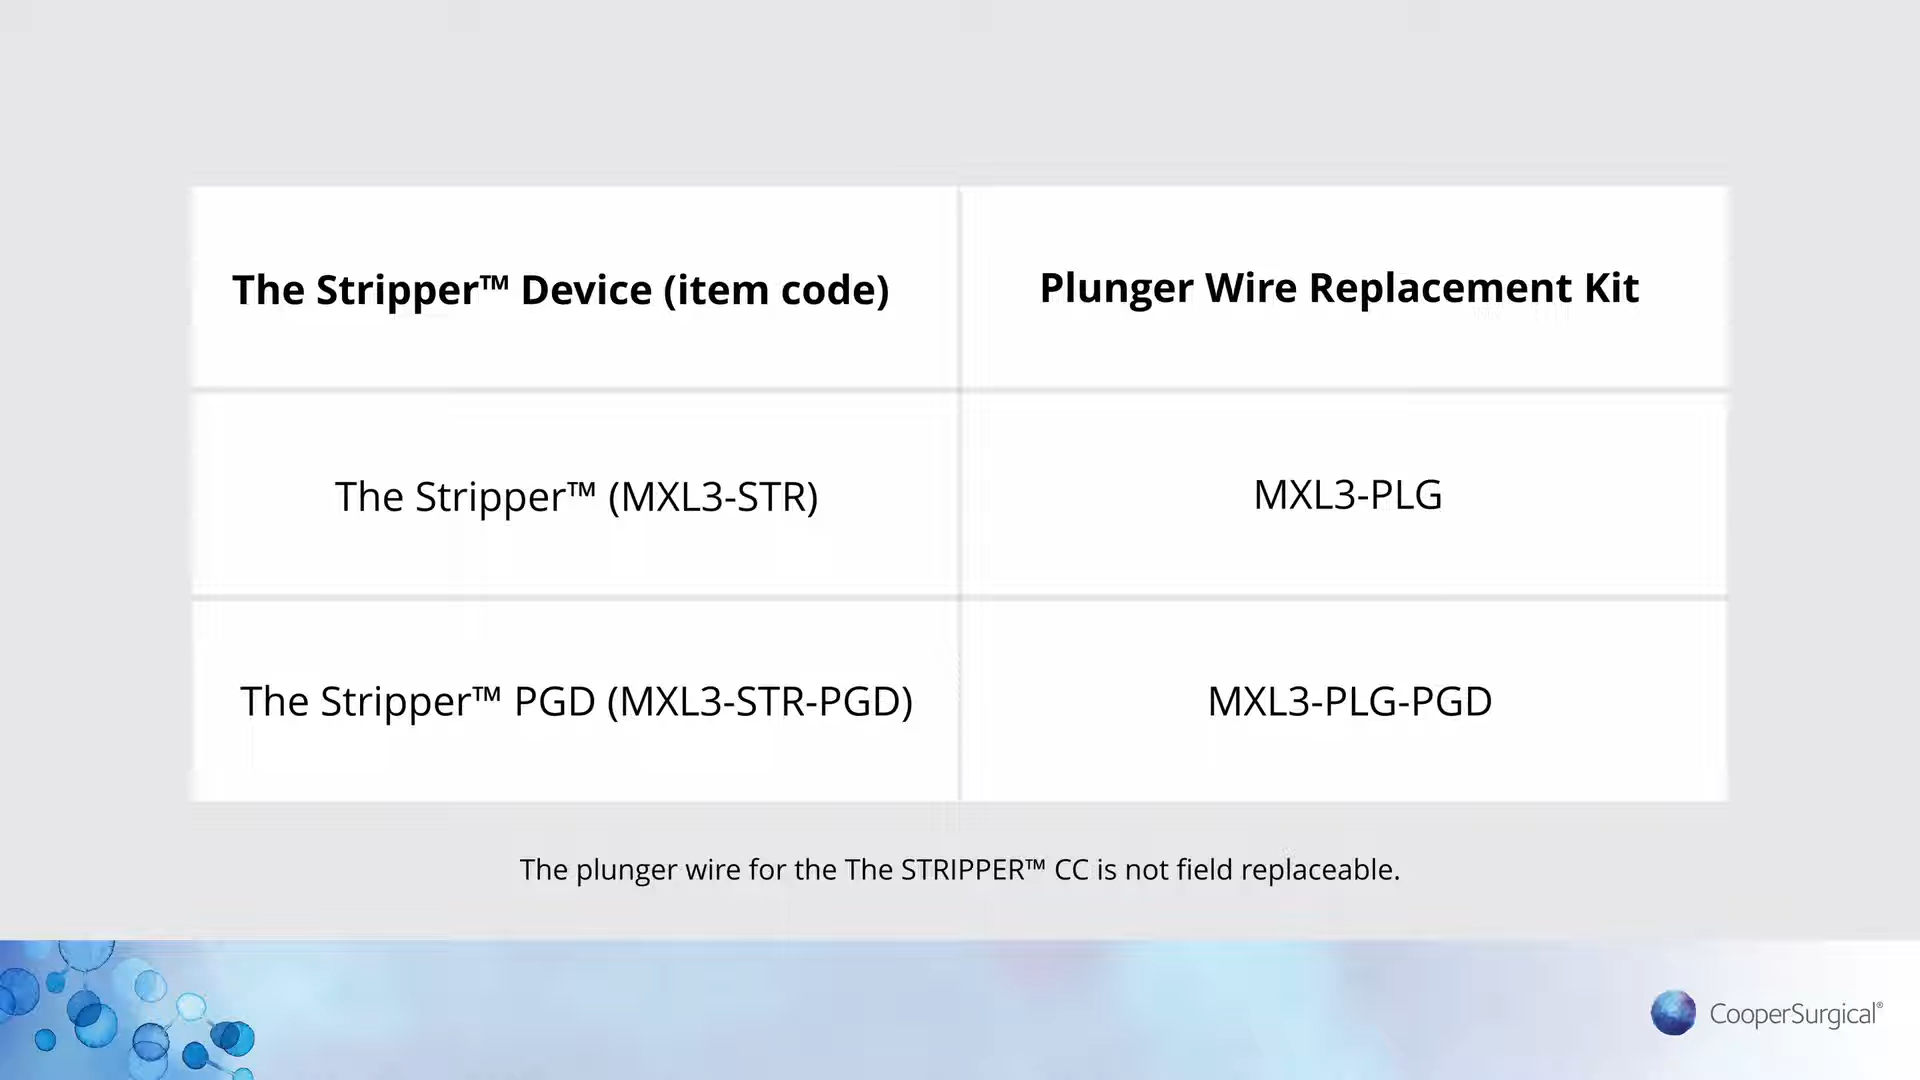 The Stripper™ Device (item code)
Plunger Wire Replacement Kit
The Stripper™ (MXL3-STR)
MXL3-PLG
The Stripper™ PGD (MXL3-STR-PGD)
MXL3-PLG-PGD
The plunger wire for the The STRIPPER™ CC is not field replaceable.
CooperSurgical®